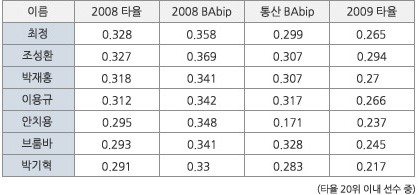 이름 2008 타율 2008 BAbip 통산 BAbip 2009 타율
최정 0.328 0.358 0.299 0.265
조성환 0.327 0.369 0.307 0.294
박재홍 0.318 0.341 0.307 0.27
이용규 0.312 0.342 0.317 0.266
안치용 0.295 0.348 0.171 0.237
브룸바 0.293 0.341 0.328 0.245
박기혁 0.291 0.33 0.283 0.217
(타율 20위 이내 선수 중)